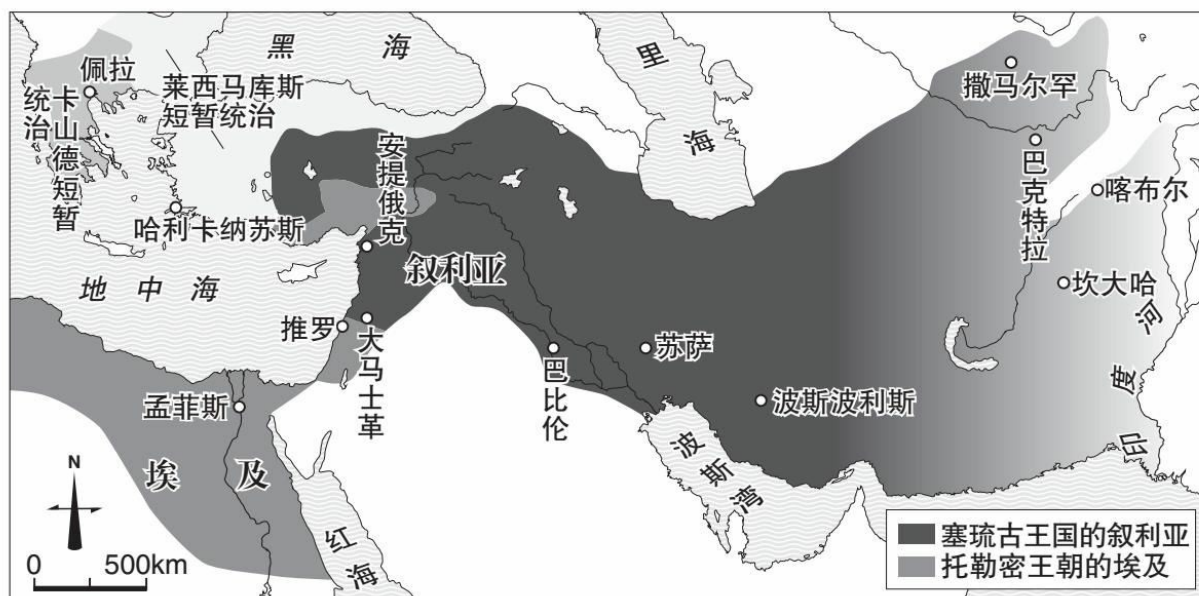 黑海
里海
佩拉
卡山德短暂
统治
莱西马库斯
短暂统治
撒马尔罕
安提俄克
巴克特拉
喀布尔
哈利卡纳苏斯
叙利亚
地中海
坎大哈
推罗
大马士革
巴比伦
苏萨
印度河
孟菲斯
波斯波利斯
埃及
波斯湾
红海
N
0 500km
塞琉古王国的叙利亚
托勒密王朝的埃及